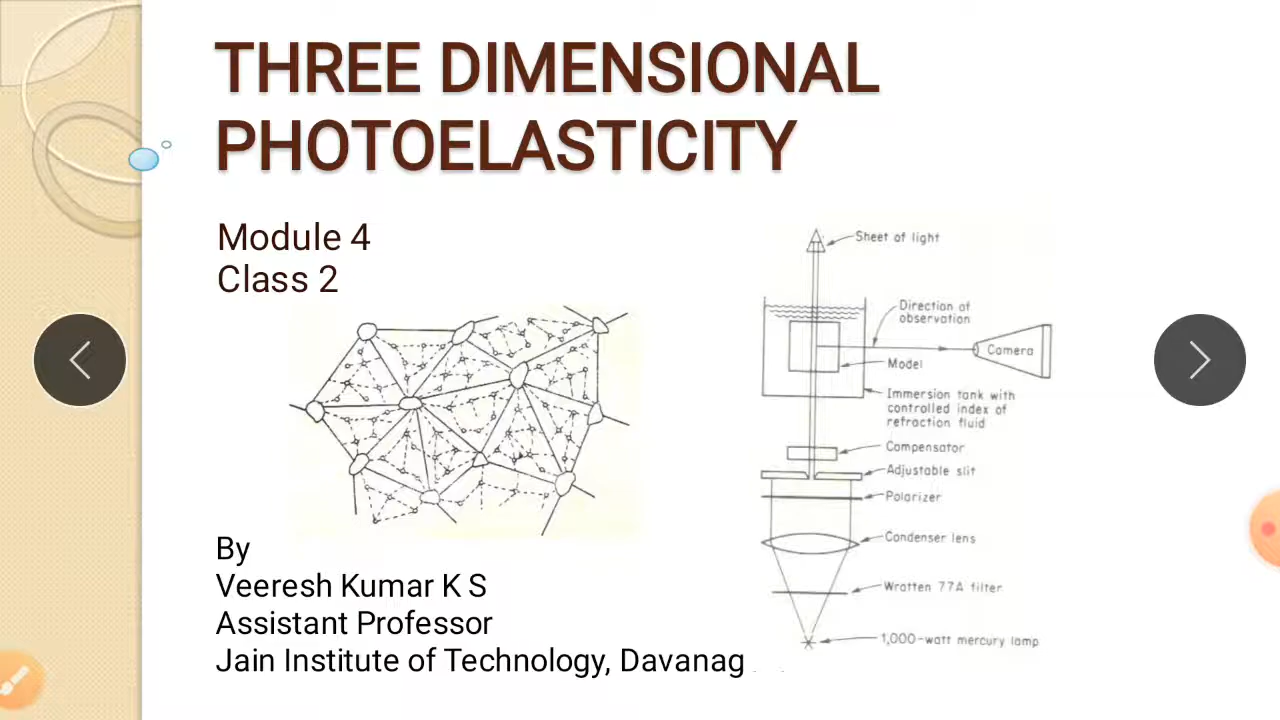 THREE DIMENSIONAL
PHOTOELASTICITY
Module 4
Class 2
Sheet of light
Direction of
observation
Camera
Model
Immersion tank with
controlled index of
refraction fluid
Compensator
Adjustable slit
Polarizer
Condenser lens
Wratten 77A filter
1,000-watt mercury lamp
By
Veeresh Kumar K S
Assistant Professor
Jain Institute of Technology, Davanag